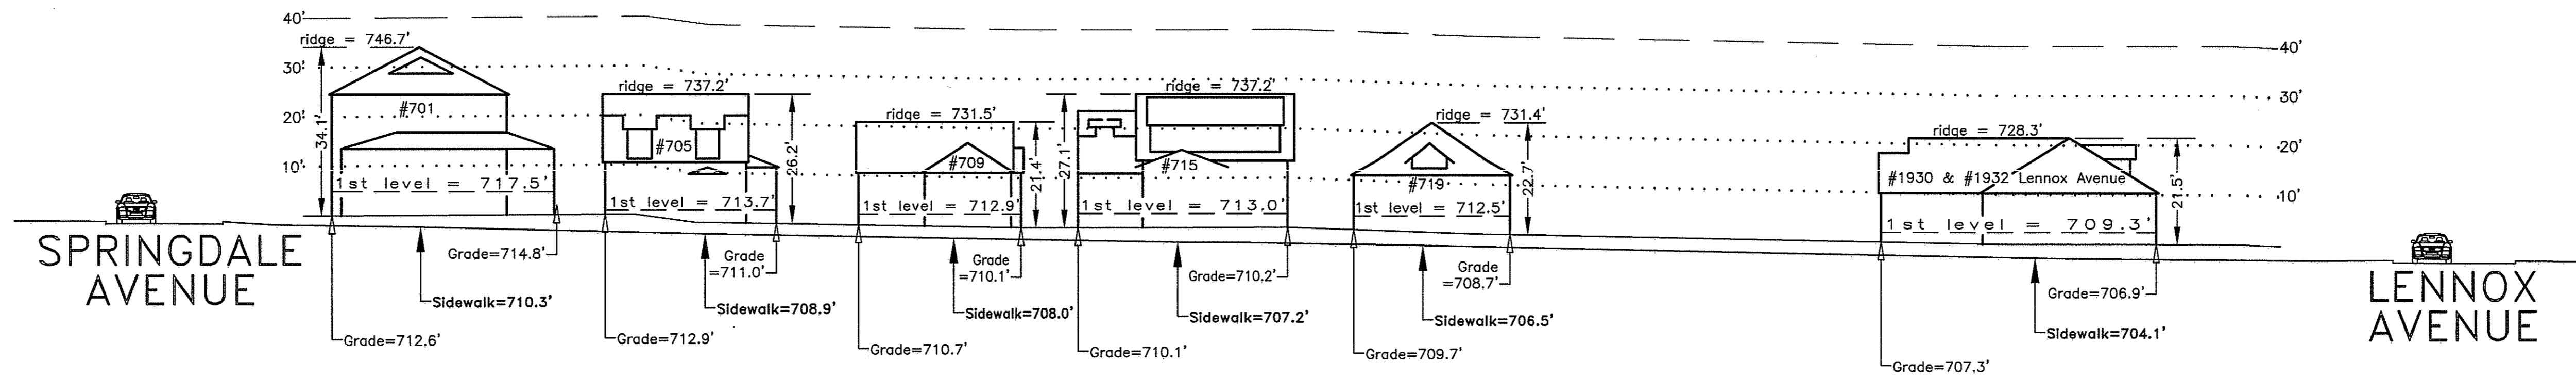 40'
30'
20'
10'
ridge = 746.7'
34.1'
#701
1st level = 717.5'
SPRINGDALE
AVENUE
Grade=714.8'
Sidewalk=710.3'
Grade=712.6'
ridge = 737.2'
26.2'
#705
1st level = 713.7'
Grade
=711.0'
Sidewalk=708.9'
Grade=712.9'
ridge = 731.5'
21.4'
#709
1st level = 712.9'
Grade
=710.1'
Sidewalk=708.0'
Grade=710.7'
ridge = 737.2'
27.1'
#715
1st level = 713.0'
Grade=710.2'
Sidewalk=707.2'
Grade=710.1'
ridge = 731.4'
22.7'
#719
1st level = 712.5'
Grade
=708.7'
Sidewalk=706.5'
Grade=709.7'
ridge = 728.3'
21.5'
#1930 & #1932 Lennox Avenue
1st level = 709.3'
Grade=706.9'
Sidewalk=704.1'
Grade=707.3'
40'
30'
20'
10'
LENNOX
AVENUE